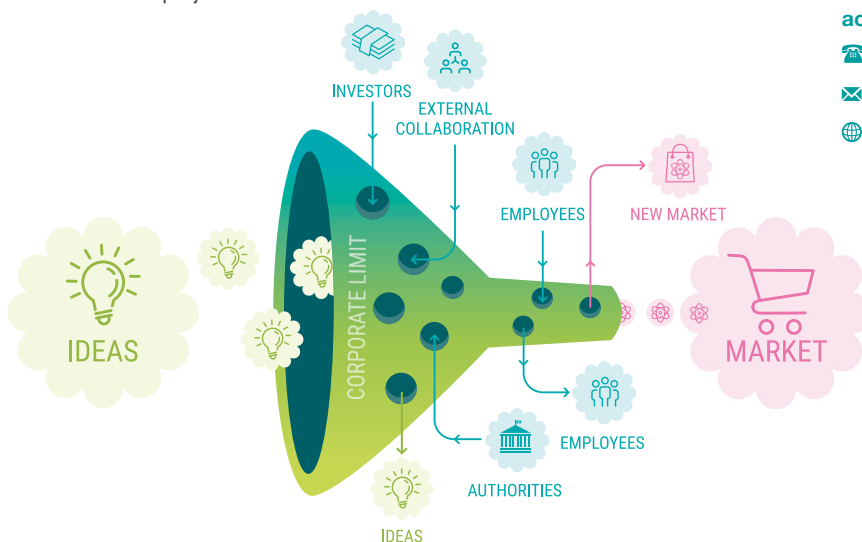 INVESTORS
EXTERNAL
COLLABORATION
EMPLOYEES
NEW MARKET
CORPORATE LIMIT
IDEAS
MARKET
EMPLOYEES
AUTHORITIES
IDEAS